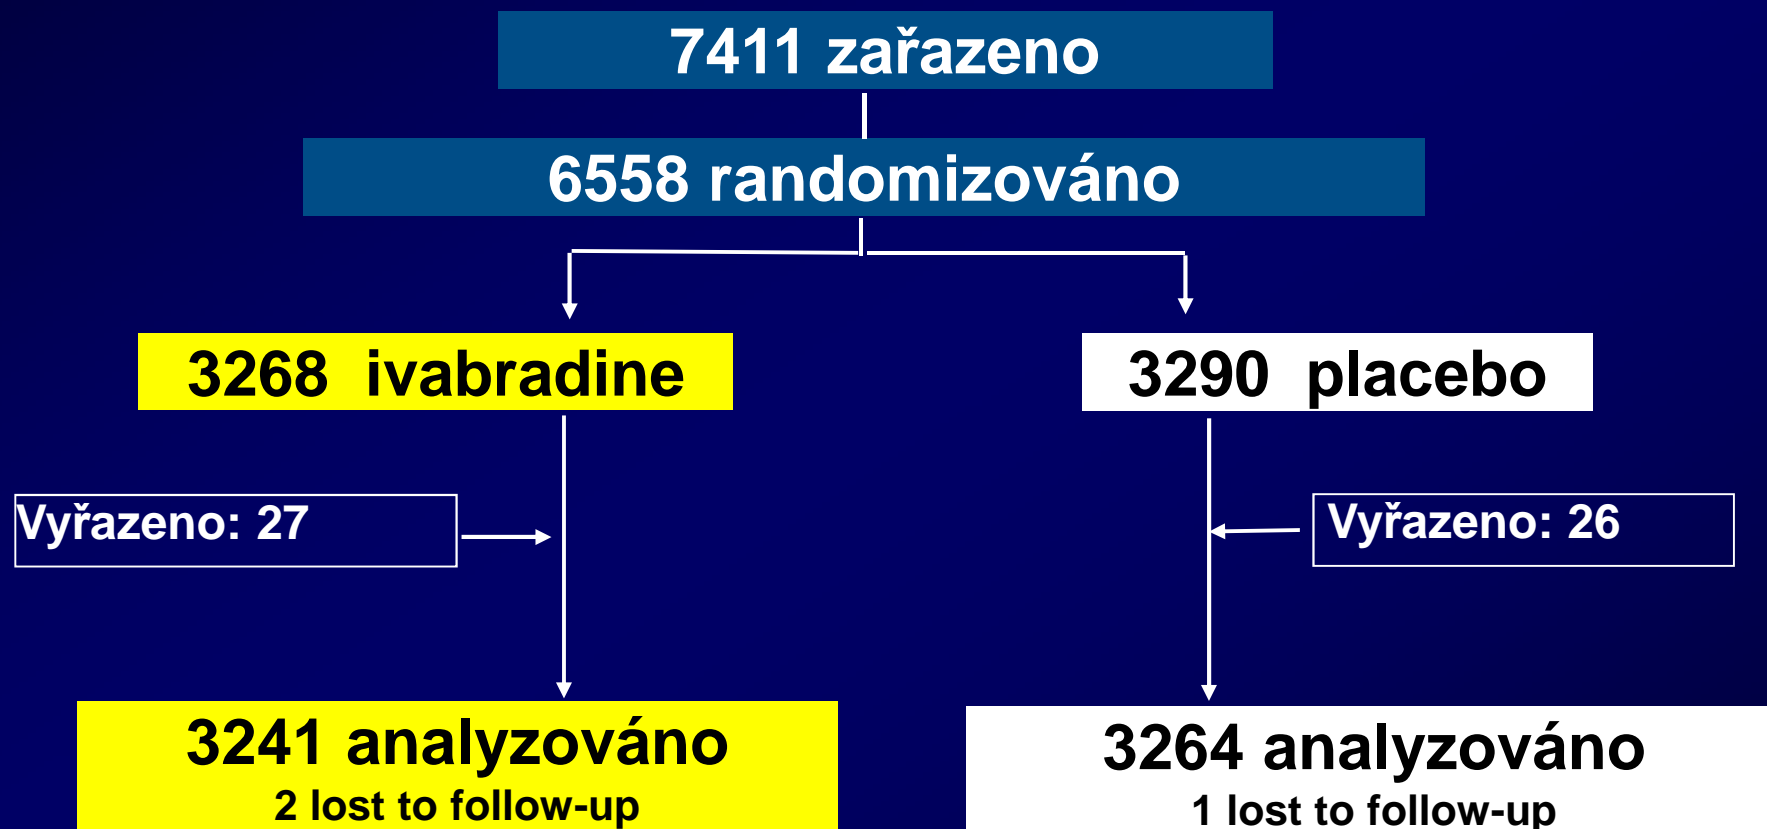 7411 zařazeno
6558 randomizováno
3268 ivabradine
3290 placebo
Vyřazeno: 27
Vyřazeno: 26
3241 analyzováno
2 lost to follow-up
3264 analyzováno
1 lost to follow-up